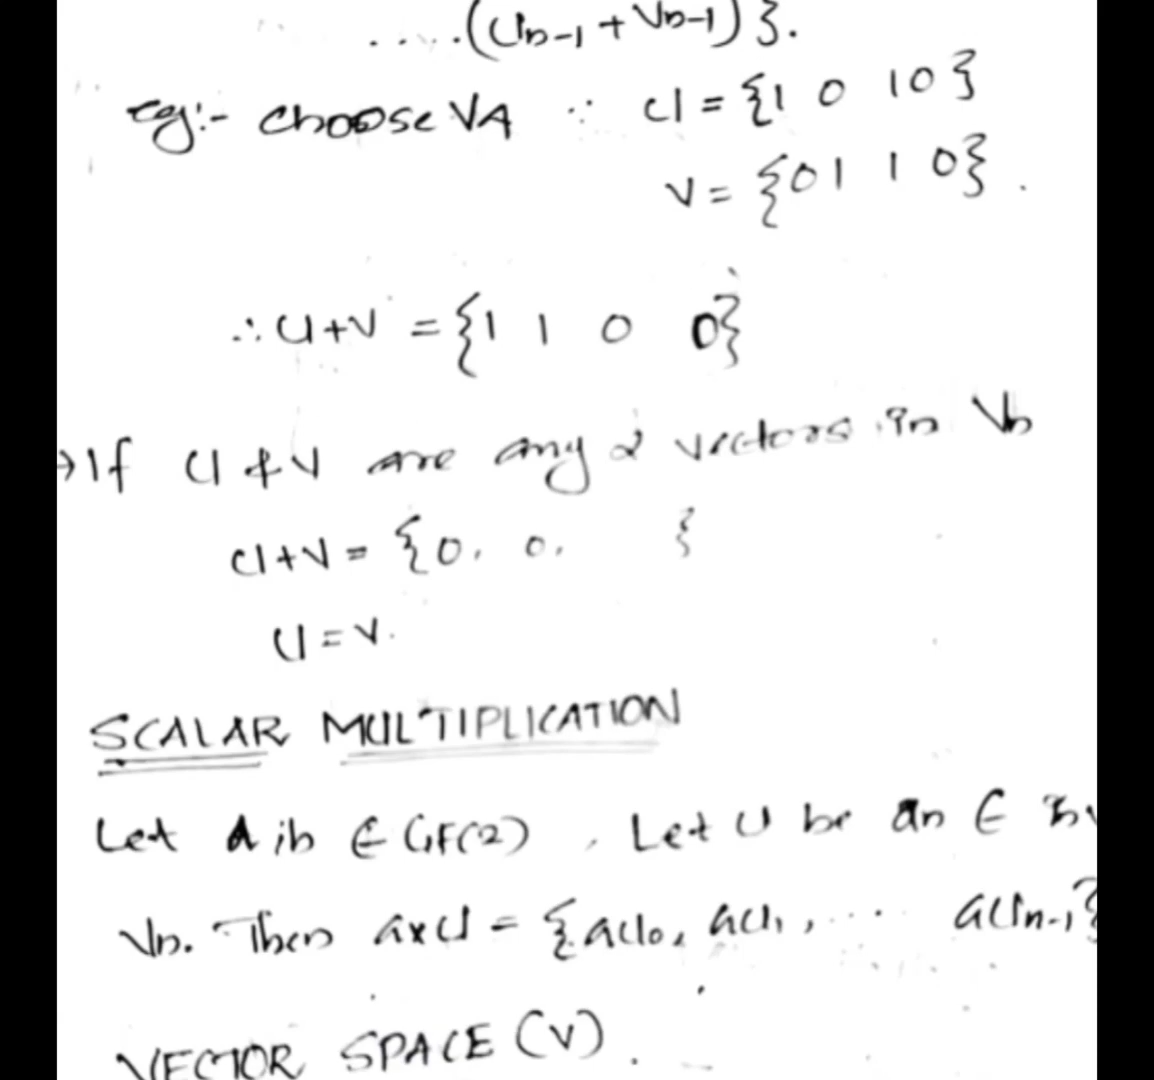 .....(Un-1 + Vn-1) }.
eg:- choose V4 ∵ U = {1 0 1 0}
V = {0 1 1 0}.
∴ U+V = {1 1 0 0}
→ If U & V are any 2 vectors in Vn
U+V = {0. 0. }
U = V.
SCALAR MULTIPLICATION
Let A in ∈ GF(2), Let U be an ∈ in
Vn. Then axU = {aU0, aU1, ... aUn-1}
VECTOR SPACE (V).